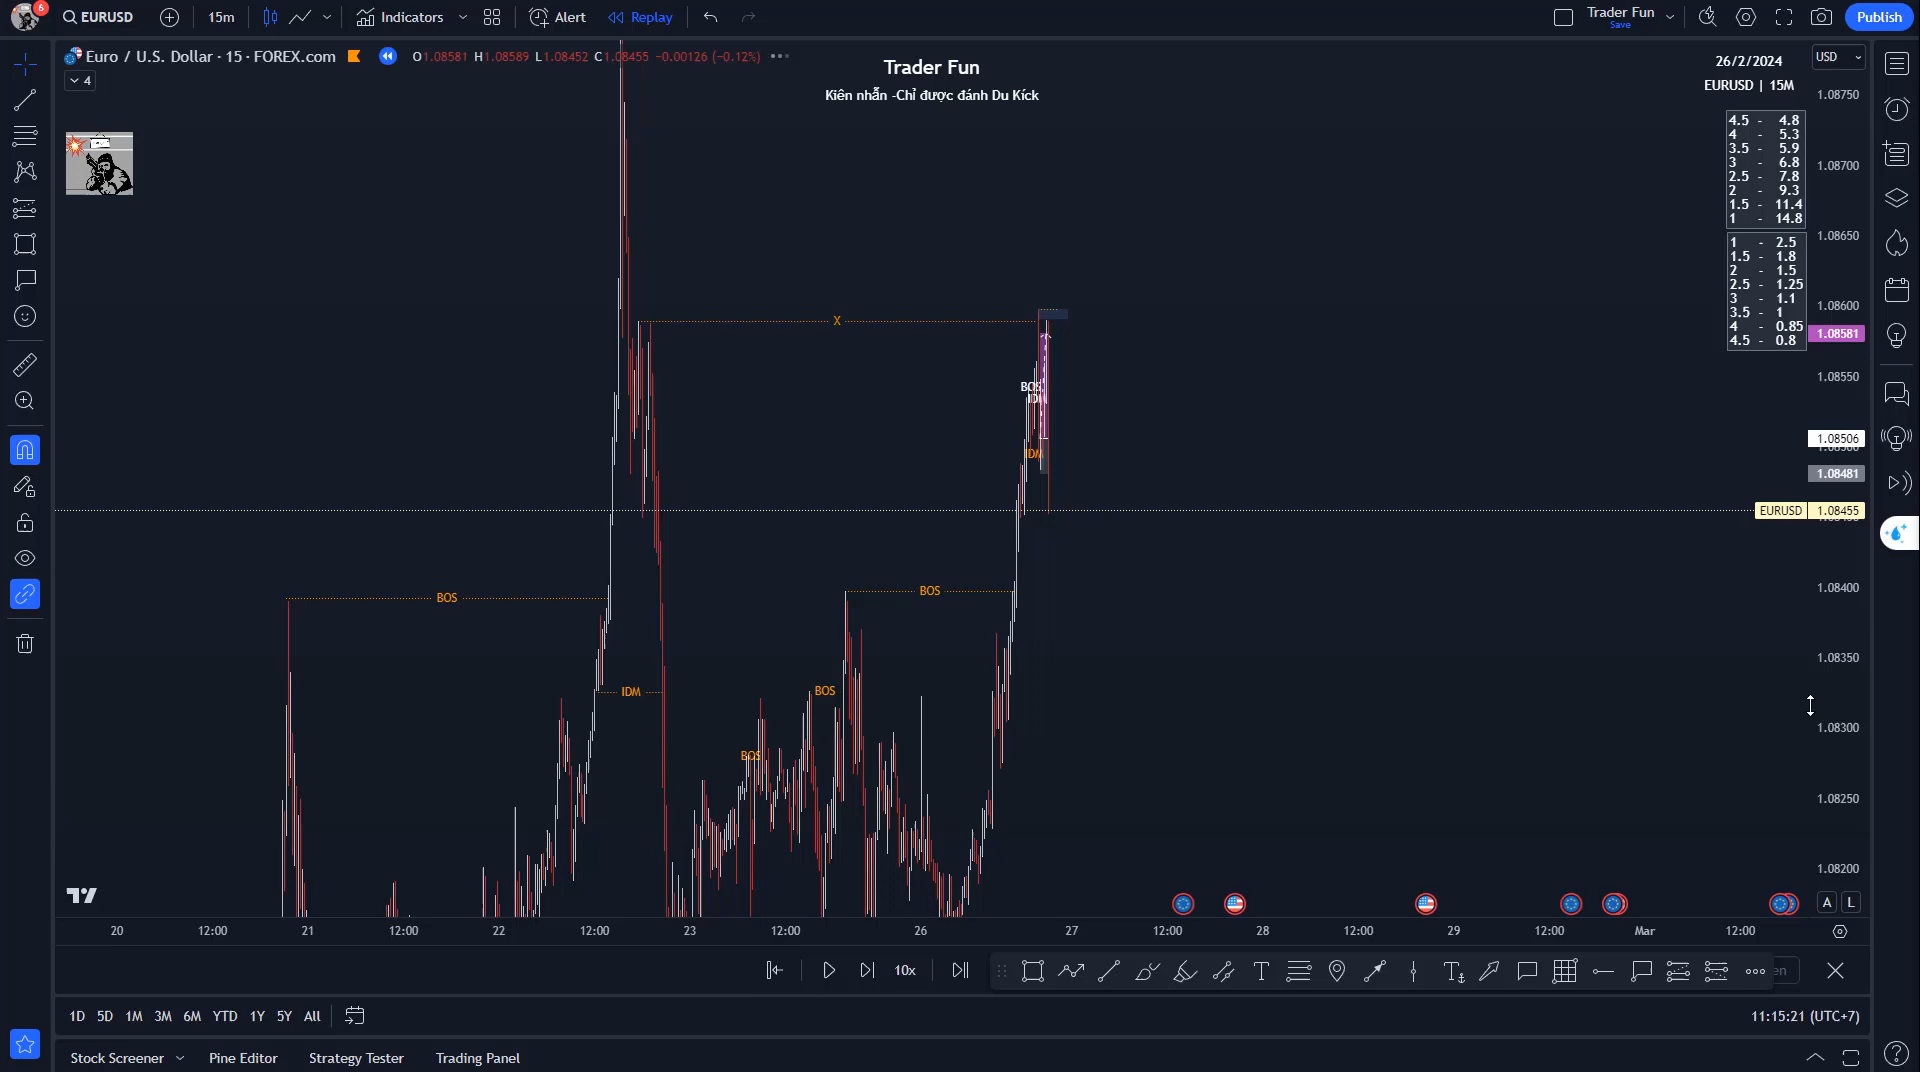 6
EURUSD
15m
Indicators
Alert
Replay
Trader Fun
Save
Publish
Euro / U.S. Dollar · 15 · FOREX.com
O1.08581 H1.08589 L1.08452 C1.08455 −0.00126 (−0.12%)
4
Trader Fun
Kiên nhẫn -Chỉ được đánh Du Kích
26/2/2024
EURUSD | 15M
USD
4.5 - 4.8
4 - 5.3
3.5 - 5.9
3 - 6.8
2.5 - 7.8
2 - 9.3
1.5 - 11.4
1 - 14.8
1 - 2.5
1.5 - 1.8
2 - 1.5
2.5 - 1.25
3 - 1.1
3.5 - 1
4 - 0.85
4.5 - 0.8
1.08750
1.08700
1.08650
1.08600
1.08581
1.08550
1.08506
1.08481
EURUSD 1.08455
1.08400
1.08350
1.08300
1.08250
1.08200
X
BOS
IDM
IDM
BOS
BOS
IDM
BOS
BOS
A L
20 12:00 21 12:00 22 12:00 23 12:00 26 27 12:00 28 12:00 29 12:00 Mar 12:00
10x
1D 5D 1M 3M 6M YTD 1Y 5Y All
11:15:21 (UTC+7)
Stock Screener Pine Editor Strategy Tester Trading Panel